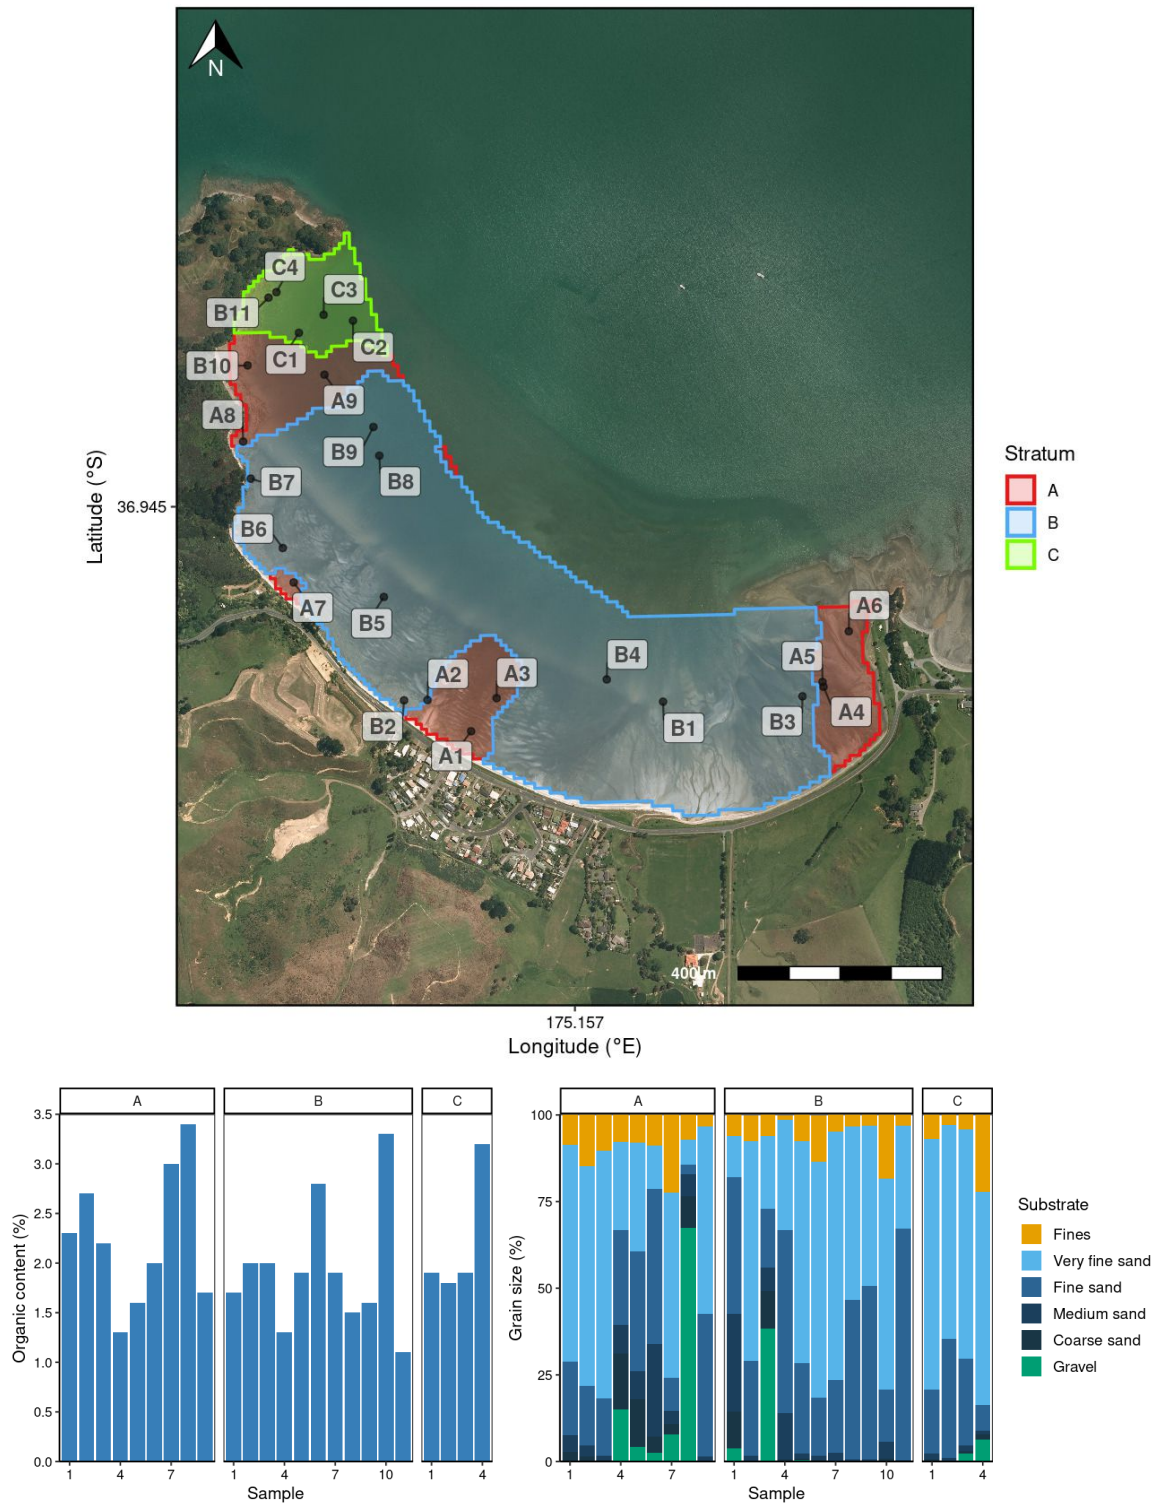 N
C4
C3
B11
C1
C2
B10
A9
A8
B9
B8
B7
B6
A7
B5
A6
B4
A5
A2
A3
B2
A1
B1
B3
A4
36.945
Latitude (°S)
400 m
175.157
Longitude (°E)
Stratum
A
B
C
A
B
C
3.5
3.0
2.5
2.0
1.5
1.0
0.5
0.0
Organic content (%)
1 4 7 1 4 7 10 1 4
Sample
A
B
C
100
75
50
25
0
Grain size (%)
1 4 7 1 4 7 10 1 4
Sample
Substrate
Fines
Very fine sand
Fine sand
Medium sand
Coarse sand
Gravel